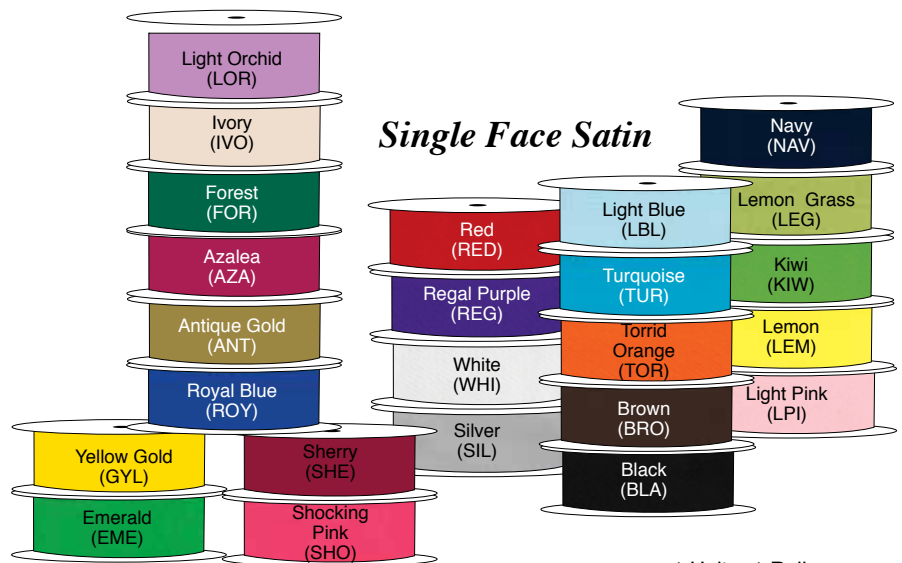 Light Orchid
(LOR)
Ivory
(IVO)
Forest
(FOR)
Azalea
(AZA)
Antique Gold
(ANT)
Royal Blue
(ROY)
Yellow Gold
(GYL)
Emerald
(EME)
Sherry
(SHE)
Shocking
Pink
(SHO)
Single Face Satin
Red
(RED)
Regal Purple
(REG)
White
(WHI)
Silver
(SIL)
Light Blue
(LBL)
Turquoise
(TUR)
Torrid
Orange
(TOR)
Brown
(BRO)
Black
(BLA)
Navy
(NAV)
Lemon Grass
(LEG)
Kiwi
(KIW)
Lemon
(LEM)
Light Pink
(LPI)